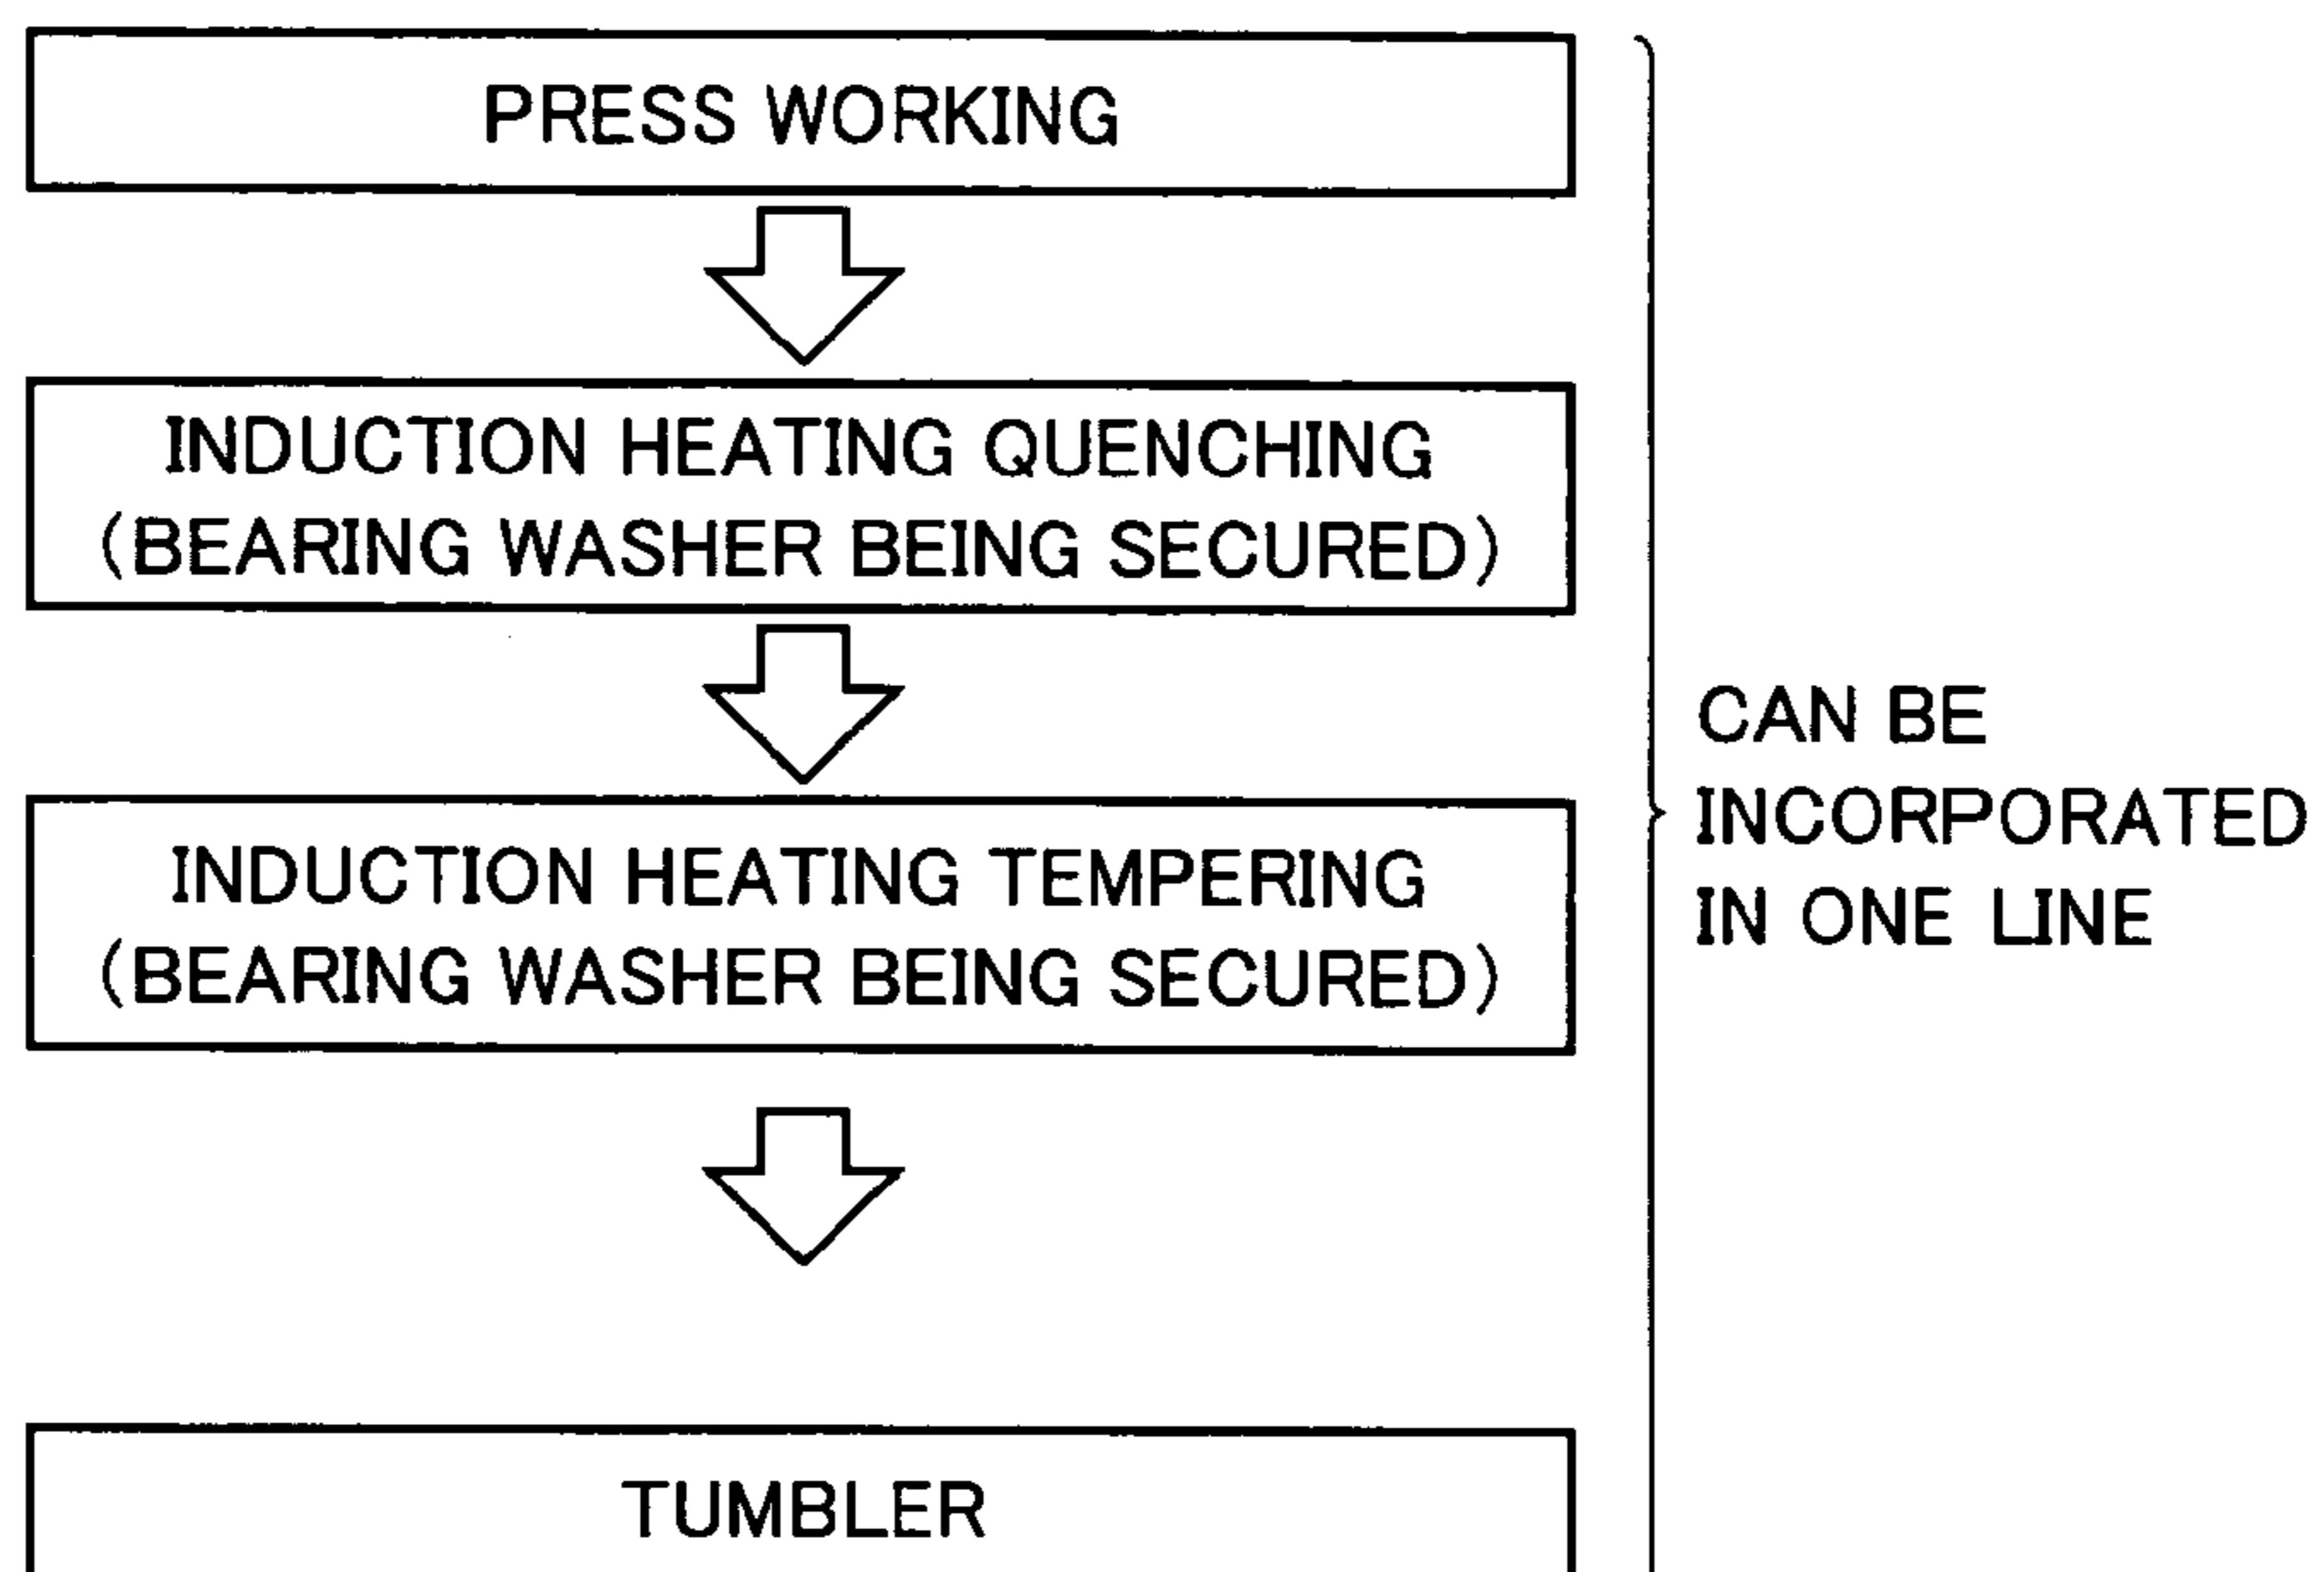 PRESS WORKING
INDUCTION HEATING QUENCHING
(BEARING WASHER BEING SECURED)
INDUCTION HEATING TEMPERING
(BEARING WASHER BEING SECURED)
TUMBLER
CAN BE
INCORPORATED
IN ONE LINE